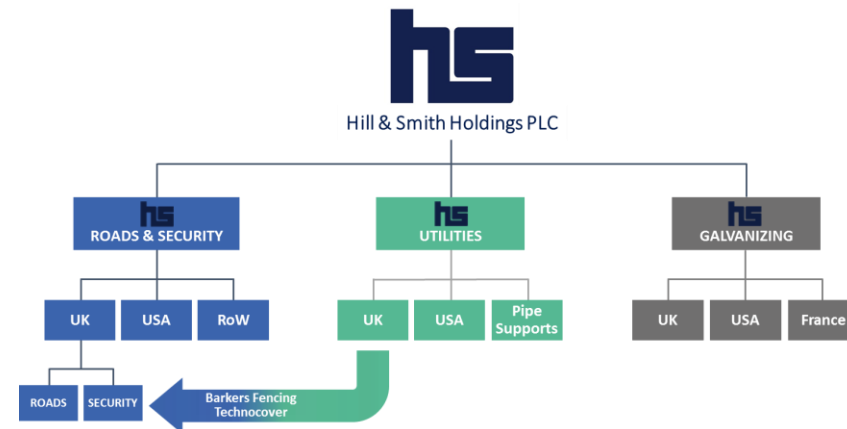 hs
Hill & Smith Holdings PLC
hs
ROADS & SECURITY
hs
UTILITIES
hs
GALVANIZING
UK
USA
RoW
UK
USA
Pipe
Supports
UK
USA
France
ROADS
SECURITY
Barkers Fencing
Technocover